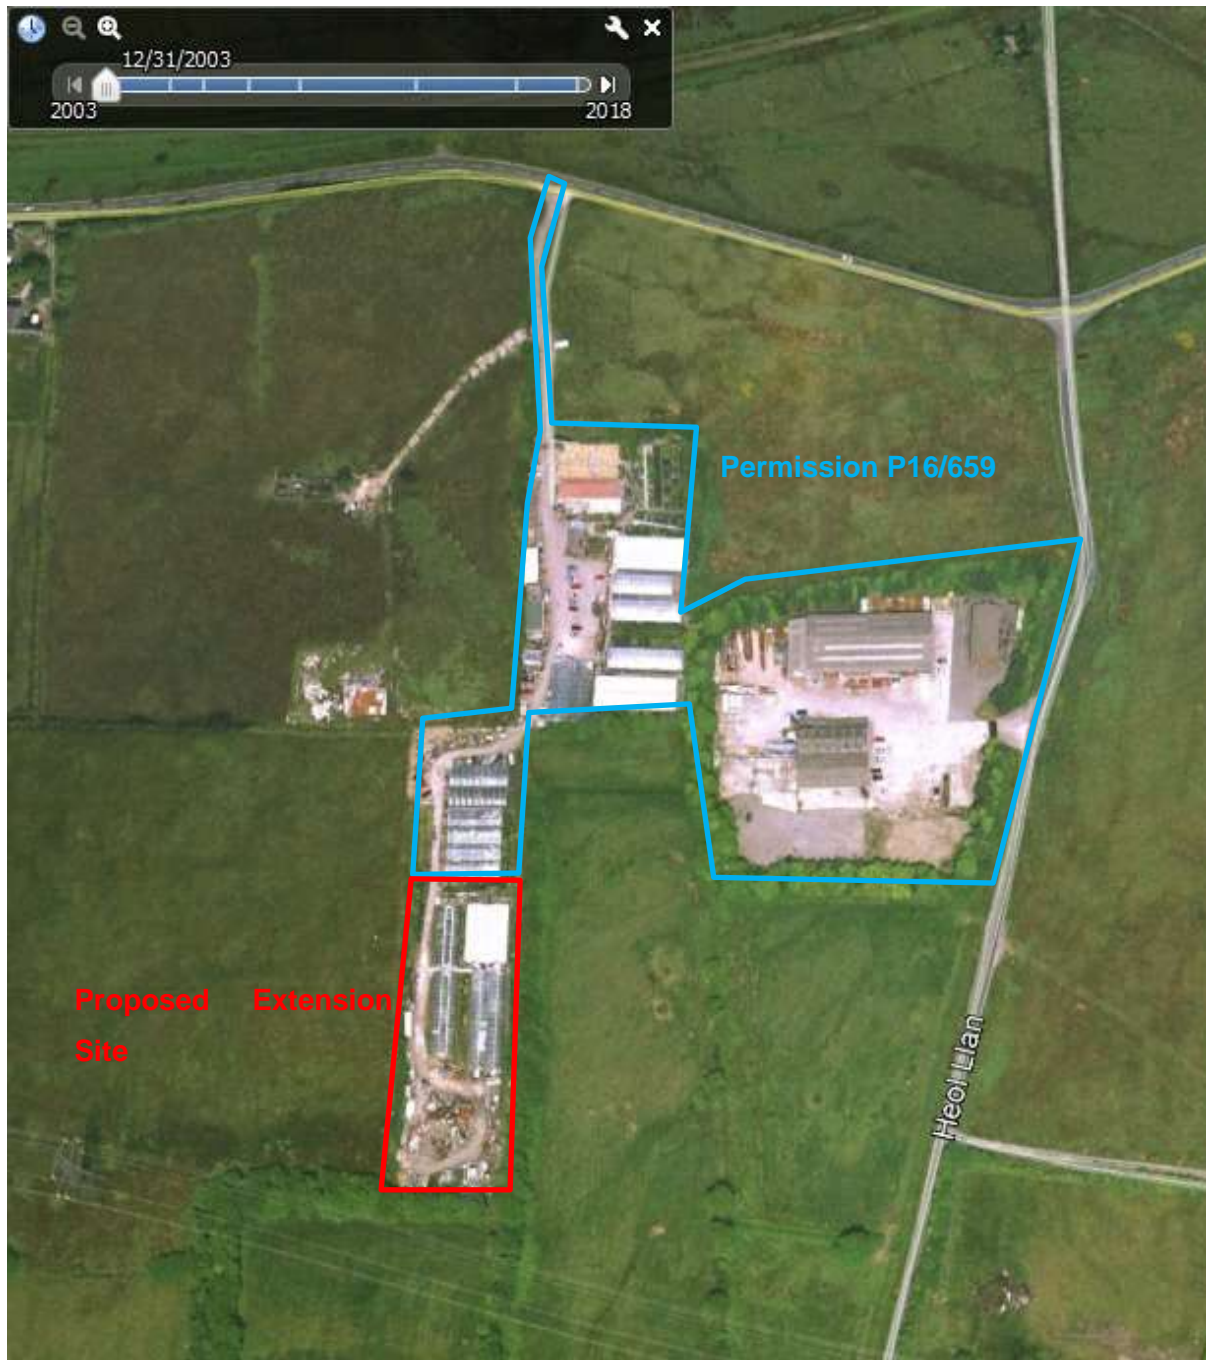 12/31/2003
2003
2018
Permission P16/659
Proposed Extension
Site
Heol Llan